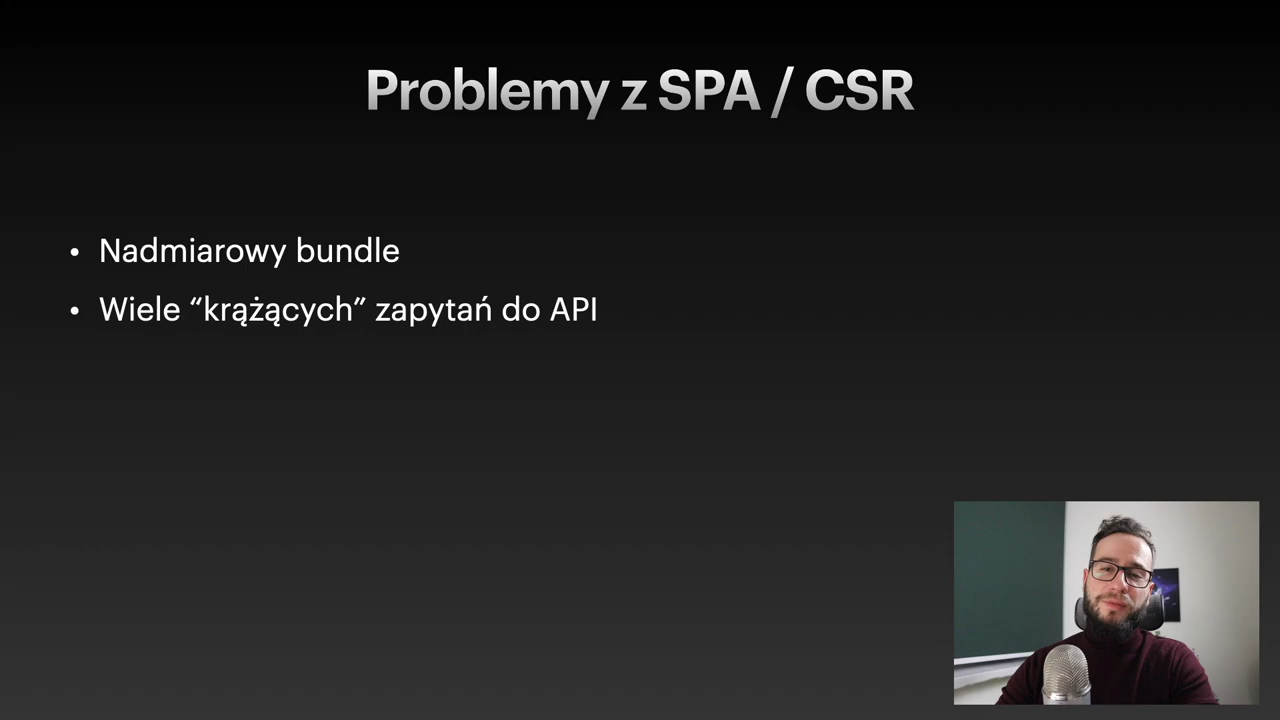 Problemy z SPA / CSR
• Nadmiarowy bundle
• Wiele “krążących” zapytań do API